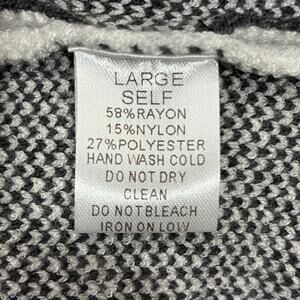 LARGE
SELF
58%RAYON
15%NYLON
27%POLYESTER
HAND WASH COLD
DO NOT DRY
CLEAN
DO NOT BLEACH
IRON ON LOW